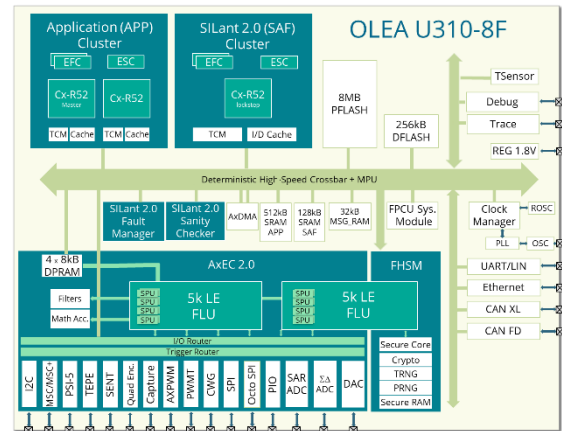 OLEA U310-8F
Application (APP)
Cluster
EFC
ESC
Cx-R52
Master
Cx-R52
TCM
Cache
TCM
Cache
SILant 2.0 (SAF)
Cluster
EFC
ESC
Cx-R52
lockstep
TCM
I/D Cache
8MB
PFLASH
256kB
DFLASH
TSensor
Debug
Trace
REG 1.8V
Deterministic High-Speed Crossbar + MPU
SILant 2.0
Fault
Manager
SILant 2.0
Sanity
Checker
AxDMA
512kB
SRAM
APP
128kB
SRAM
SAF
32kB
MSG_RAM
FPCU Sys.
Module
Clock
Manager
ROSC
PLL
OSC
4 x 8kB
DPRAM
AxEC 2.0
FHSM
UART/LIN
Ethernet
CAN XL
CAN FD
Filters
Math Acc.
SPU
SPU
SPU
SPU
5k LE
FLU
SPU
SPU
SPU
SPU
5k LE
FLU
I/O Router
Trigger Router
Secure Core
Crypto
TRNG
PRNG
Secure RAM
I2C
MSC/MSC+
PSI-5
TEPE
SENT
Quad Enc.
Capture
AXPWM
PWMT
CWG
SPI
Octo SPI
PIO
SAR
ADC
ΣΔ
ADC
DAC